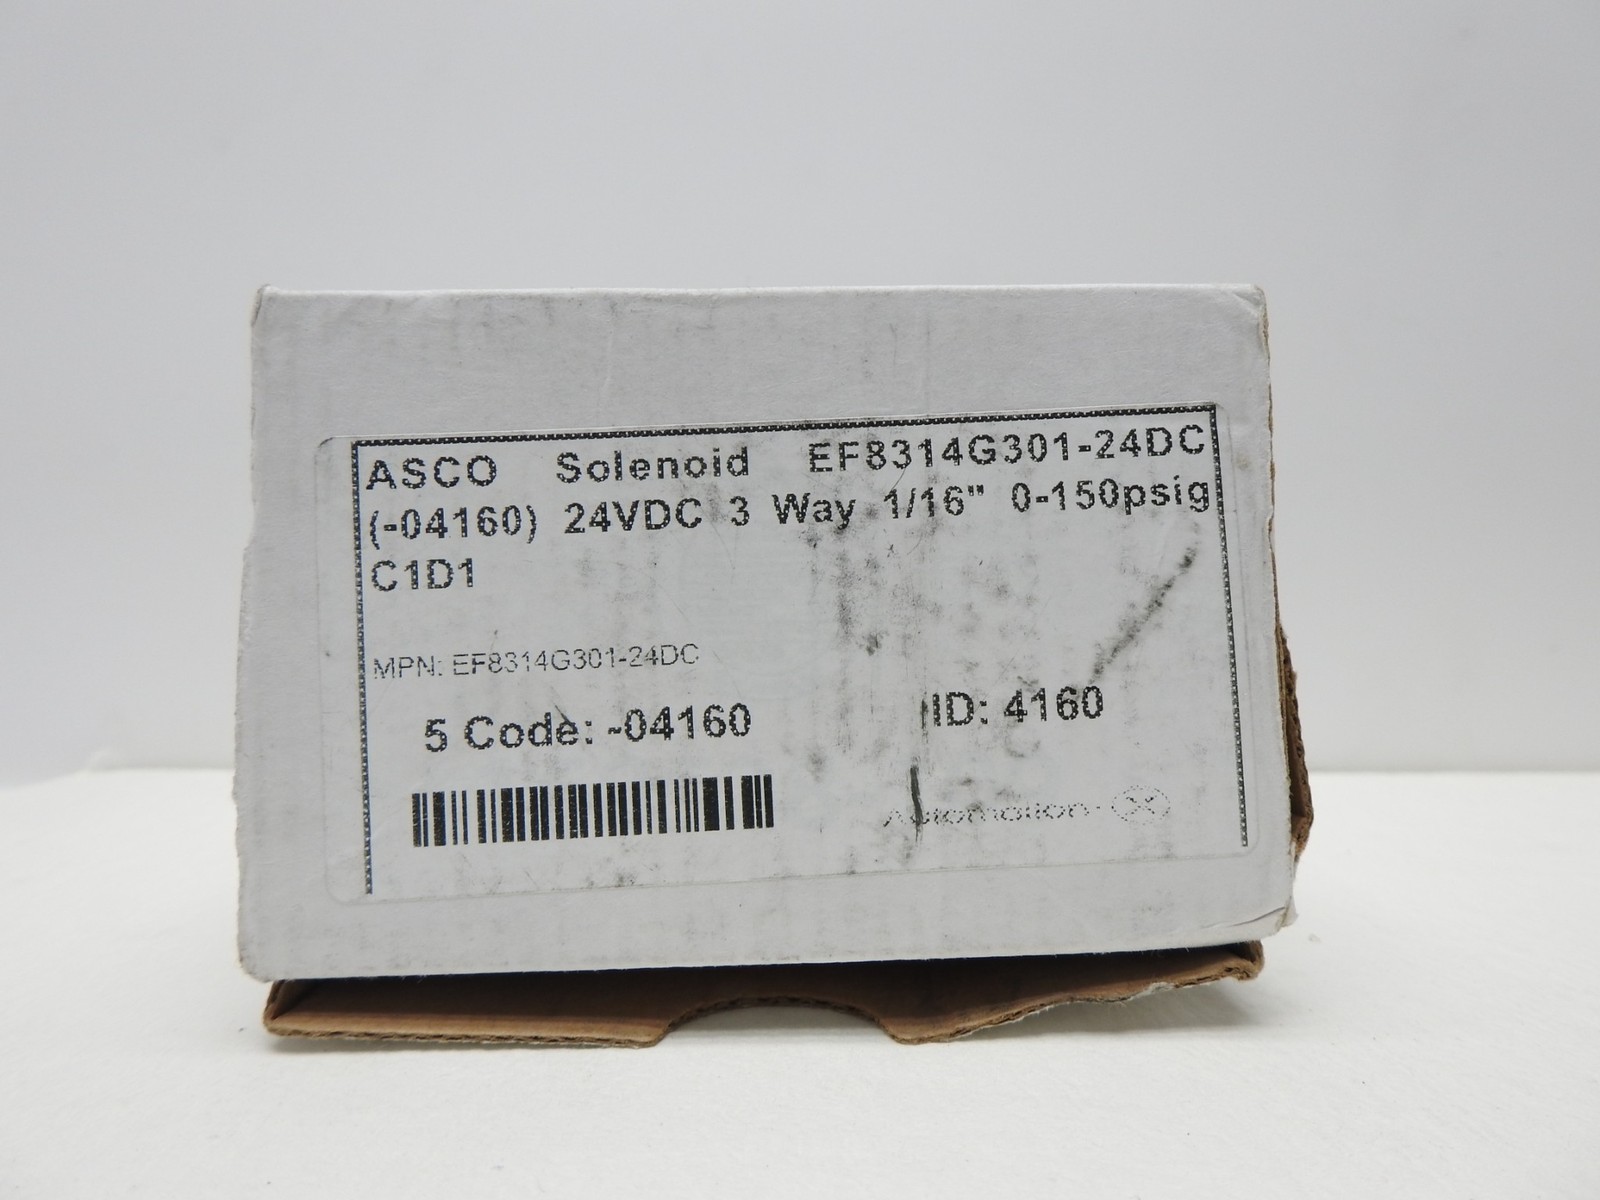 ASCO Solenoid EF8314G301-24DC
(-04160) 24VDC 3 Way 1/16" 0-150psig
C1D1
MPN: EF8314G301-24DC
5 Code: -04160 ID: 4160
Automation